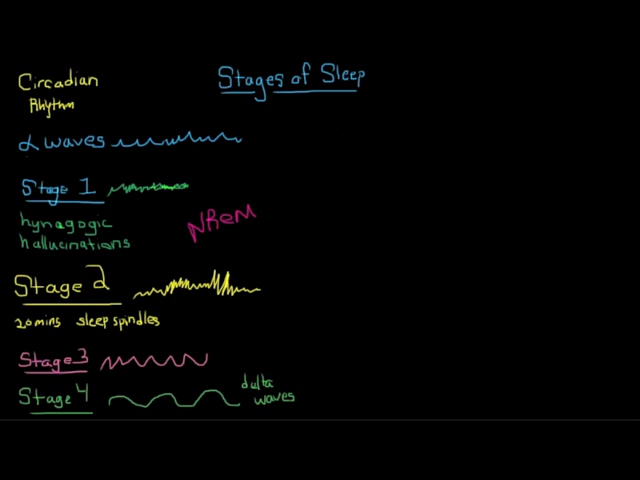 Stages of Sleep
Circadian
Rhythm
α waves
Stage 1
hynagogic
hallucinations
NReM
Stage 2
20mins sleep spindles
Stage 3
Stage 4
delta
waves